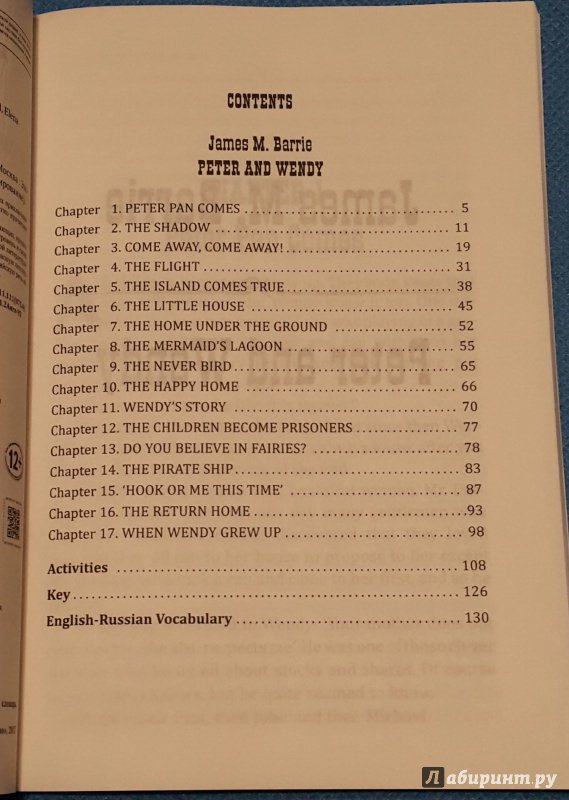 CONTENTS
James M. Barrie
PETER AND WENDY
Chapter 1. PETER PAN COMES 5
Chapter 2. THE SHADOW 11
Chapter 3. COME AWAY, COME AWAY! 19
Chapter 4. THE FLIGHT 31
Chapter 5. THE ISLAND COMES TRUE 38
Chapter 6. THE LITTLE HOUSE 45
Chapter 7. THE HOME UNDER THE GROUND 52
Chapter 8. THE MERMAID'S LAGOON 55
Chapter 9. THE NEVER BIRD 65
Chapter 10. THE HAPPY HOME 66
Chapter 11. WENDY'S STORY 70
Chapter 12. THE CHILDREN BECOME PRISONERS 77
Chapter 13. DO YOU BELIEVE IN FAIRIES? 78
Chapter 14. THE PIRATE SHIP 83
Chapter 15. 'HOOK OR ME THIS TIME' 87
Chapter 16. THE RETURN HOME 93
Chapter 17. WHEN WENDY GREW UP 98
Activities 108
Key 126
English-Russian Vocabulary 130
Elena
12+
словарь
Лабиринт.ру